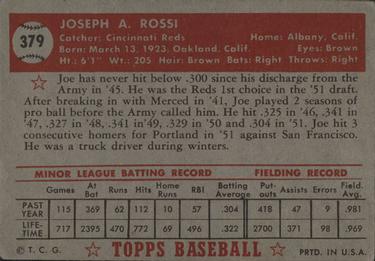 379
JOSEPH A. ROSSI
Catcher: Cincinnati Reds Home: Albany, Calif.
Born: March 13, 1923, Oakland, Calif. Eyes: Brown
Ht.: 6'1" Wt.: 205 Hair: Brown Bats: Right Throws: Right
Joe has never hit below .300 since his discharge from the
Army in '45. He was the Reds 1st choice in the '51 draft.
After breaking in with Merced in '41, Joe played 2 seasons of
pro ball before the Army called him. He hit .325 in '46, .341 in
'47, .327 in '48, .341 in '49, .329 in '50 and .304 in '51. Joe hit 3
consecutive homers for Portland in '51 against San Francisco.
He was a truck driver during winters.
MINOR LEAGUE BATTING RECORD FIELDING RECORD
Games At Bat Runs Hits Home Runs RBI Batting Average Put-outs Assists Errors Field. Avg.
PAST YEAR 115 369 62 112 10 57 .304 418 47 9 .981
LIFE-TIME 717 2395 470 772 69 496 .322 2700 371 98 .969
© T. C. G. TOPPS BASEBALL PRTD. IN U.S.A.